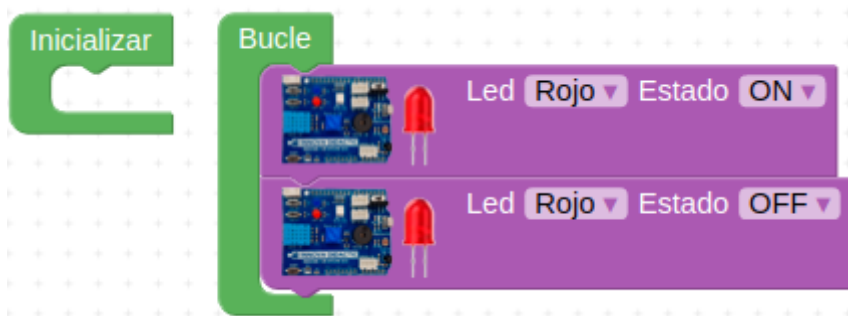 Inicializar
Bucle
Led Rojo Estado ON
Led Rojo Estado OFF